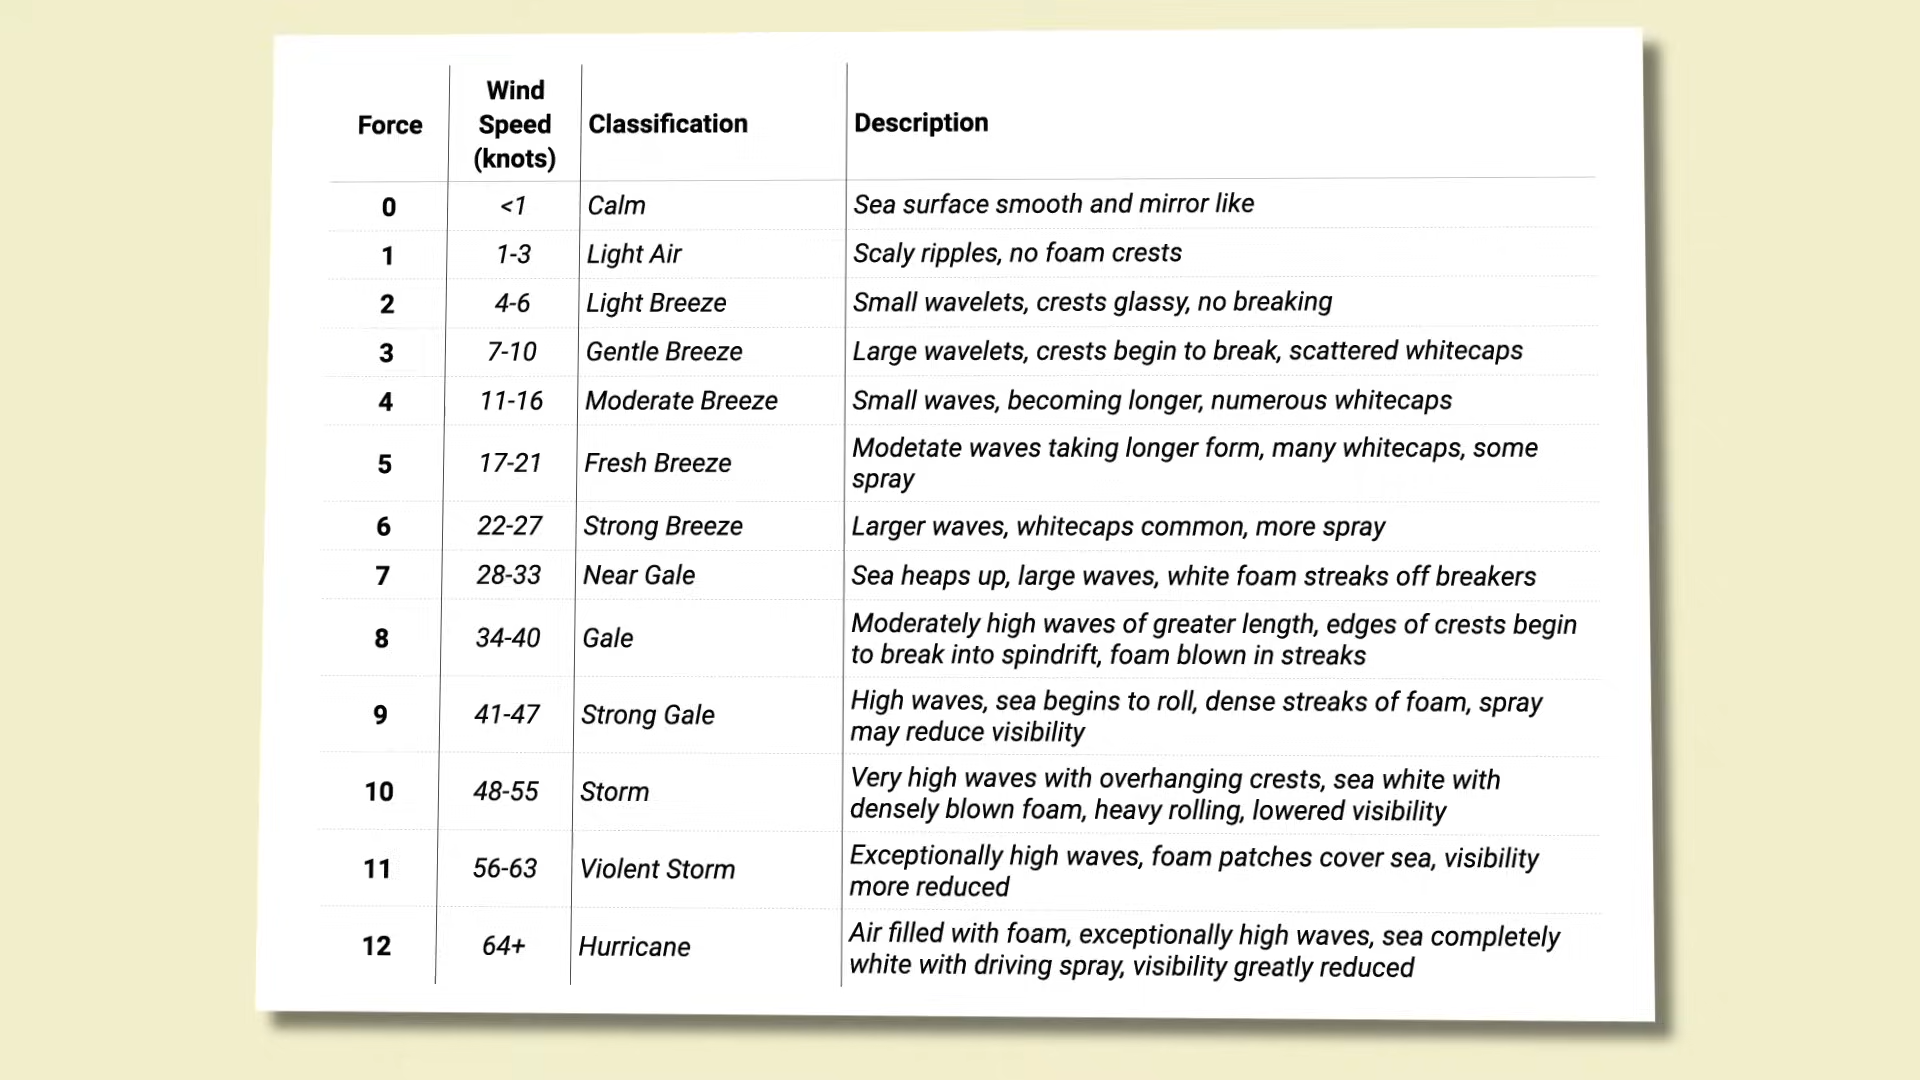 Force Wind Speed (knots) Classification Description
0 <1 Calm Sea surface smooth and mirror like
1 1-3 Light Air Scaly ripples, no foam crests
2 4-6 Light Breeze Small wavelets, crests glassy, no breaking
3 7-10 Gentle Breeze Large wavelets, crests begin to break, scattered whitecaps
4 11-16 Moderate Breeze Small waves, becoming longer, numerous whitecaps
5 17-21 Fresh Breeze Modetate waves taking longer form, many whitecaps, some
spray
6 22-27 Strong Breeze Larger waves, whitecaps common, more spray
7 28-33 Near Gale Sea heaps up, large waves, white foam streaks off breakers
8 34-40 Gale Moderately high waves of greater length, edges of crests begin
to break into spindrift, foam blown in streaks
9 41-47 Strong Gale High waves, sea begins to roll, dense streaks of foam, spray
may reduce visibility
10 48-55 Storm Very high waves with overhanging crests, sea white with
densely blown foam, heavy rolling, lowered visibility
11 56-63 Violent Storm Exceptionally high waves, foam patches cover sea, visibility
more reduced
12 64+ Hurricane Air filled with foam, exceptionally high waves, sea completely
white with driving spray, visibility greatly reduced